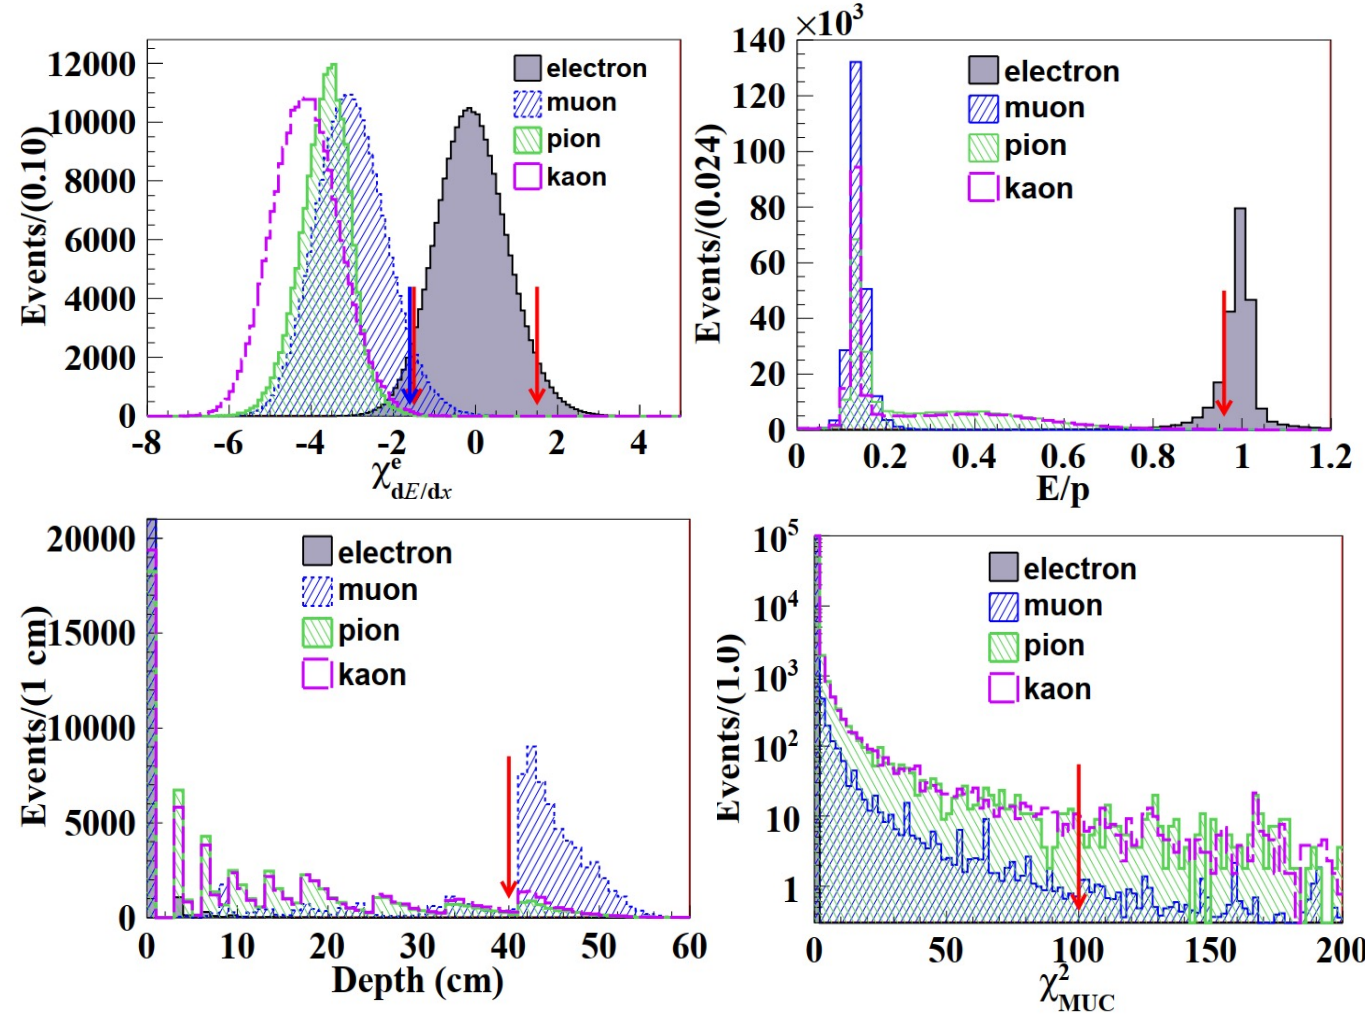 12000
10000
8000
6000
4000
2000
0
Events/(0.10)
electron
muon
pion
kaon
-8 -6 -4 -2 0 2 4
χᵉ_dE/dx
×10³
140
120
100
80
60
40
20
0
Events/(0.024)
electron
muon
pion
kaon
0 0.2 0.4 0.6 0.8 1 1.2
E/p
20000
15000
10000
5000
0
Events/(1 cm)
electron
muon
pion
kaon
0 10 20 30 40 50 60
Depth (cm)
10⁵
10⁴
10³
10²
10
1
Events/(1.0)
electron
muon
pion
kaon
0 50 100 150 200
χ²_MUC